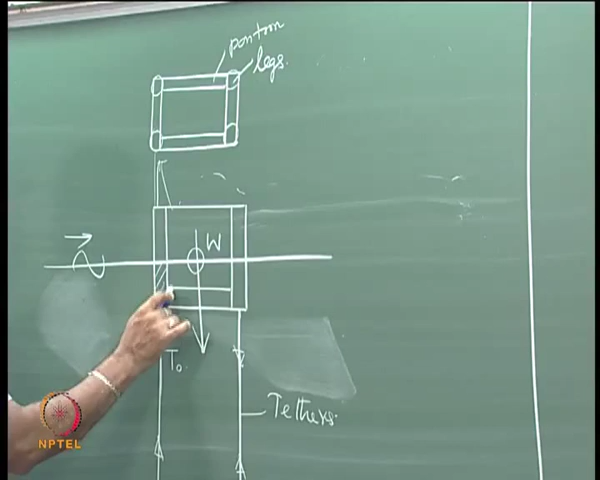 pontoon
legs.
W
To.
Tethers.
NPTEL